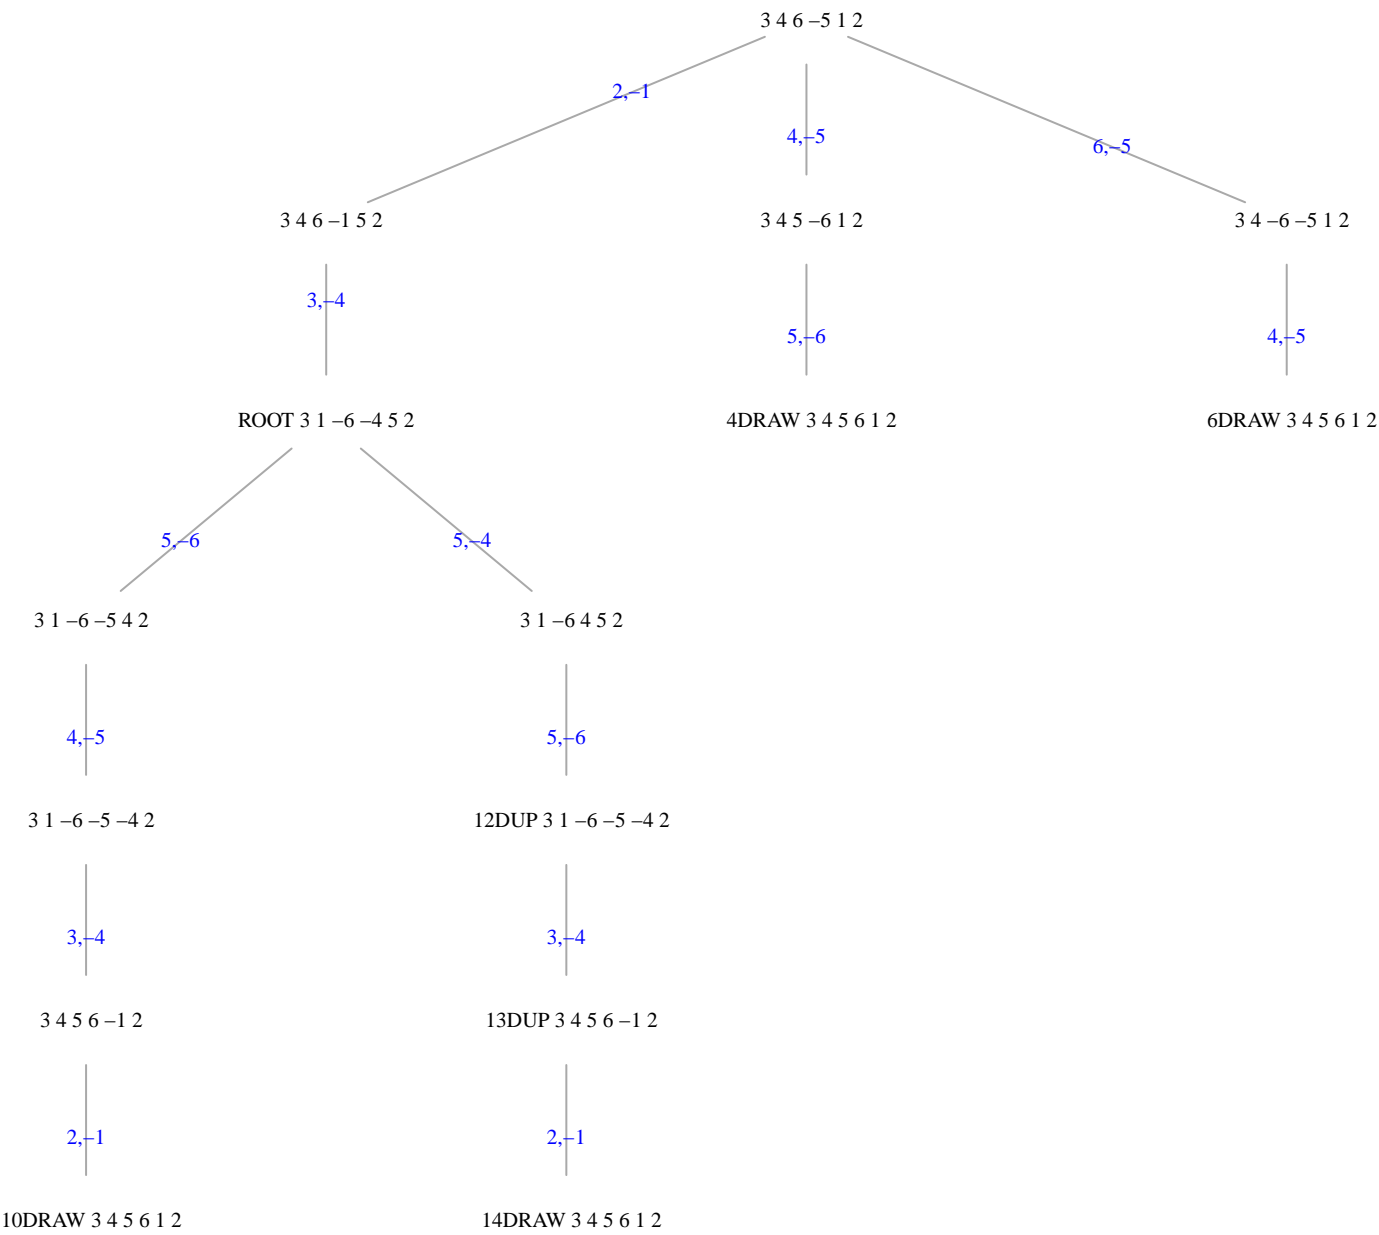 3 4 6 –5 1 2
2,–1
4,–5
6,–5
3 4 6 –1 5 2
3 4 5 –6 1 2
3 4 –6 –5 1 2
3,–4
5,–6
4,–5
ROOT 3 1 –6 –4 5 2
4DRAW 3 4 5 6 1 2
6DRAW 3 4 5 6 1 2
5,–6
5,–4
3 1 –6 –5 4 2
3 1 –6 4 5 2
4,–5
5,–6
3 1 –6 –5 –4 2
12DUP 3 1 –6 –5 –4 2
3,–4
3,–4
3 4 5 6 –1 2
13DUP 3 4 5 6 –1 2
2,–1
2,–1
10DRAW 3 4 5 6 1 2
14DRAW 3 4 5 6 1 2